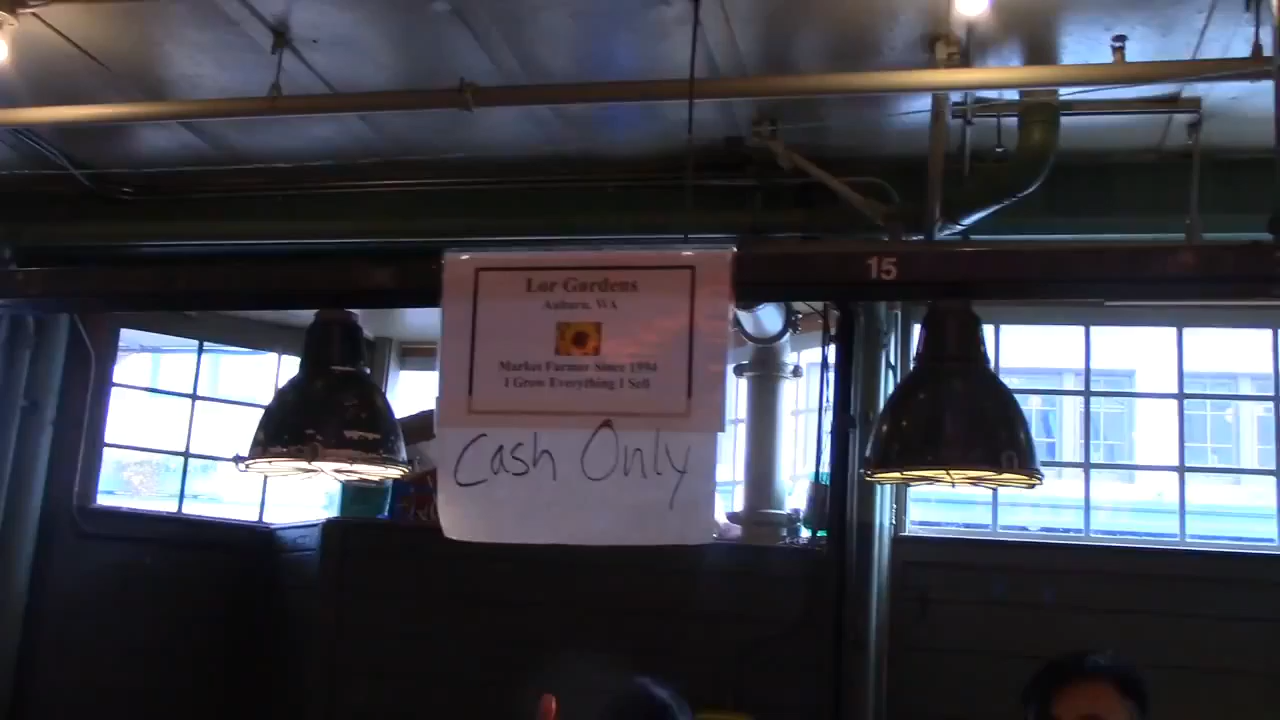 15
Lor Gardens
Auburn, WA
Market Farmer Since 1994
I Grow Everything I Sell
Cash Only